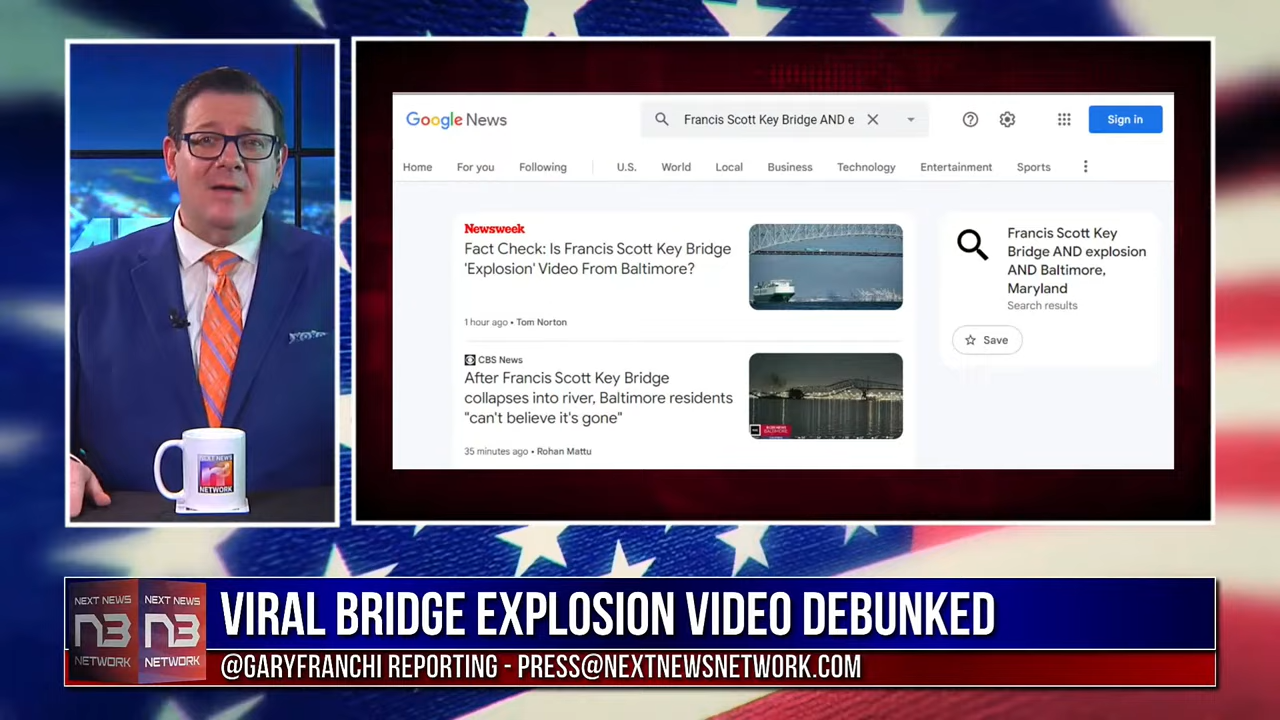 Google News
Francis Scott Key Bridge AND e
Sign in
Home
For you
Following
U.S.
World
Local
Business
Technology
Entertainment
Sports
Newsweek
Fact Check: Is Francis Scott Key Bridge
'Explosion' Video From Baltimore?
1 hour ago • Tom Norton
CBS News
After Francis Scott Key Bridge
collapses into river, Baltimore residents
"can't believe it's gone"
35 minutes ago • Rohan Mattu
Francis Scott Key
Bridge AND explosion
AND Baltimore,
Maryland
Search results
Save
NEXT NEWS
NETWORK
NEXT NEWS
N3
NETWORK
NEXT NEWS
N3
NETWORK
VIRAL BRIDGE EXPLOSION VIDEO DEBUNKED
@GARYFRANCHI REPORTING - PRESS@NEXTNEWSNETWORK.COM